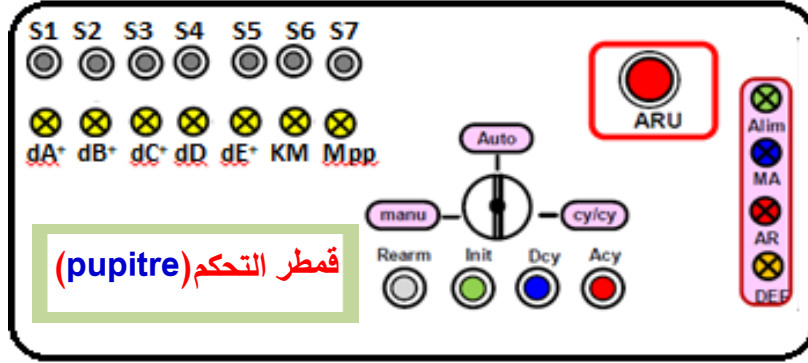 S1 S2 S3 S4 S5 S6 S7
dA⁺ dB⁺ dC⁺ dD dE⁺ KM Mpp
ARU
Alim
MA
AR
DEF
Auto
manu
cy/cy
Rearm Init Dcy Acy
قمطر التحكم(pupitre)